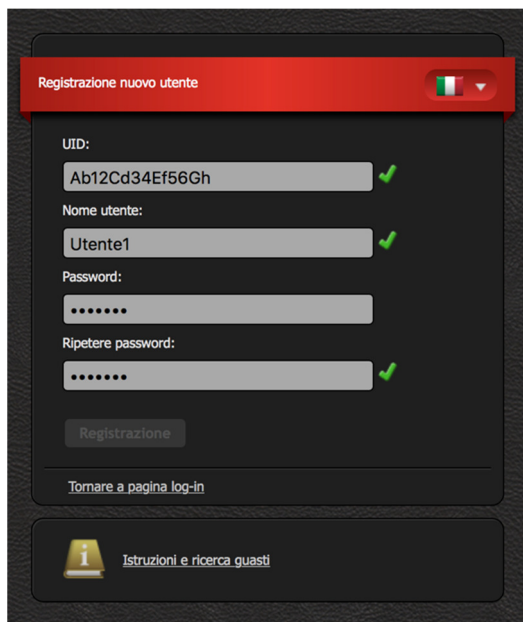 Registrazione nuovo utente
UID:
Ab12Cd34Ef56Gh
Nome utente:
Utente1
Password:
•••••••
Ripetere password:
•••••••
Registrazione
Tornare a pagina log-in
i
Istruzioni e ricerca guasti